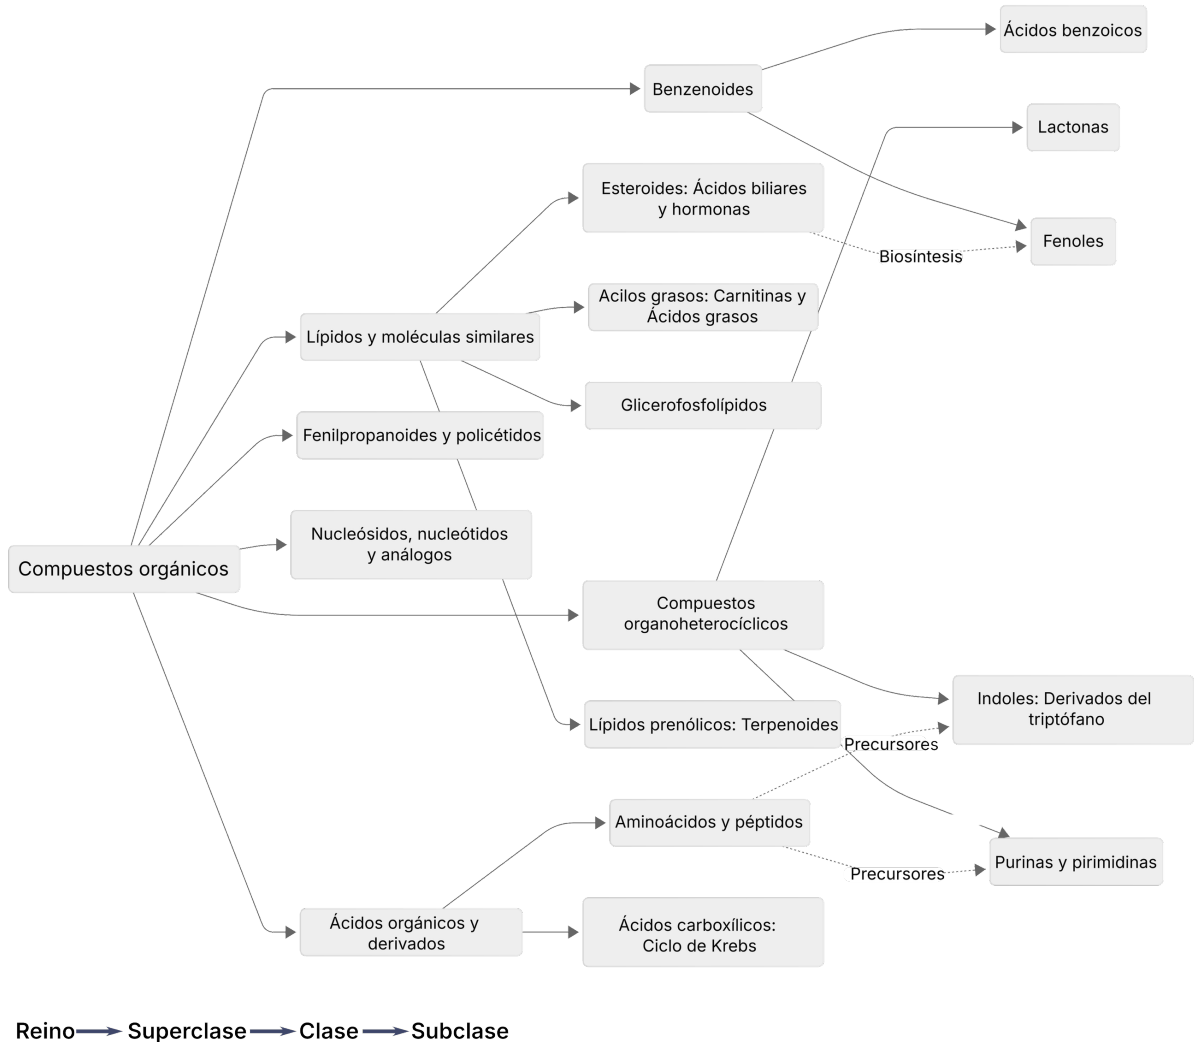 Ácidos benzoicos
Benzenoides
Lactonas
Esteroides: Ácidos biliares
y hormonas
Fenoles
Biosíntesis
Acilos grasos: Carnitinas y
Ácidos grasos
Lípidos y moléculas similares
Glicerofosfolípidos
Fenilpropanoides y policétidos
Nucleósidos, nucleótidos
y análogos
Compuestos orgánicos
Compuestos
organoheterocíclicos
Indoles: Derivados del
triptófano
Lípidos prenólicos: Terpenoides
Precursores
Aminoácidos y péptidos
Purinas y pirimidinas
Precursores
Ácidos orgánicos y
derivados
Ácidos carboxílicos:
Ciclo de Krebs
Reino Superclase Clase Subclase